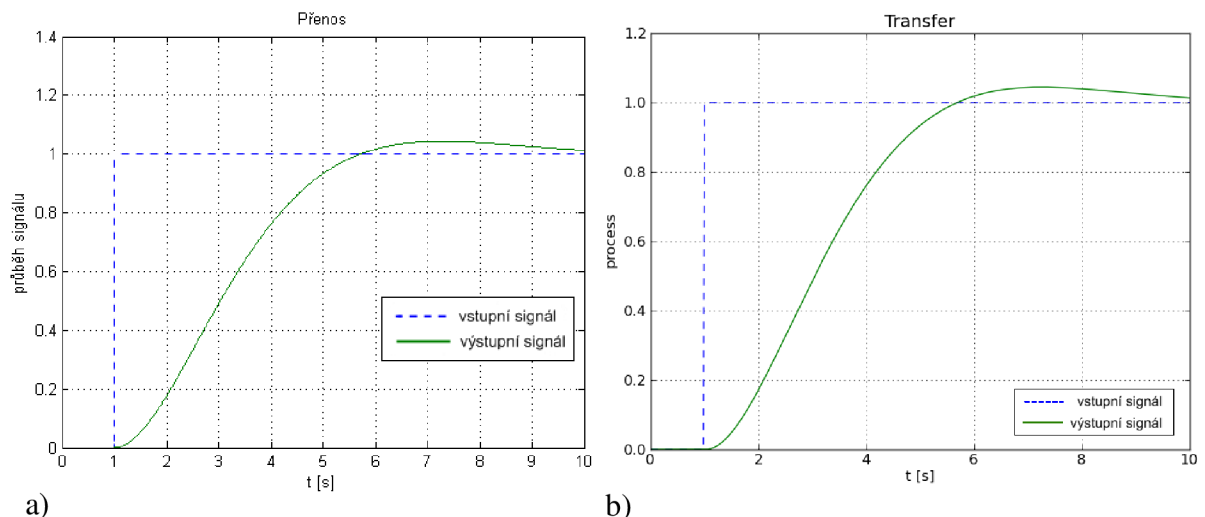 Přenos
1.4
1.2
1
0.8
0.6
0.4
0.2
0
průběh signálu
vstupní signál
výstupní signál
0 1 2 3 4 5 6 7 8 9 10
t [s]
a)
Transfer
1.2
1.0
0.8
0.6
0.4
0.2
0.0
process
vstupní signál
výstupní signál
0 2 4 6 8 10
t [s]
b)